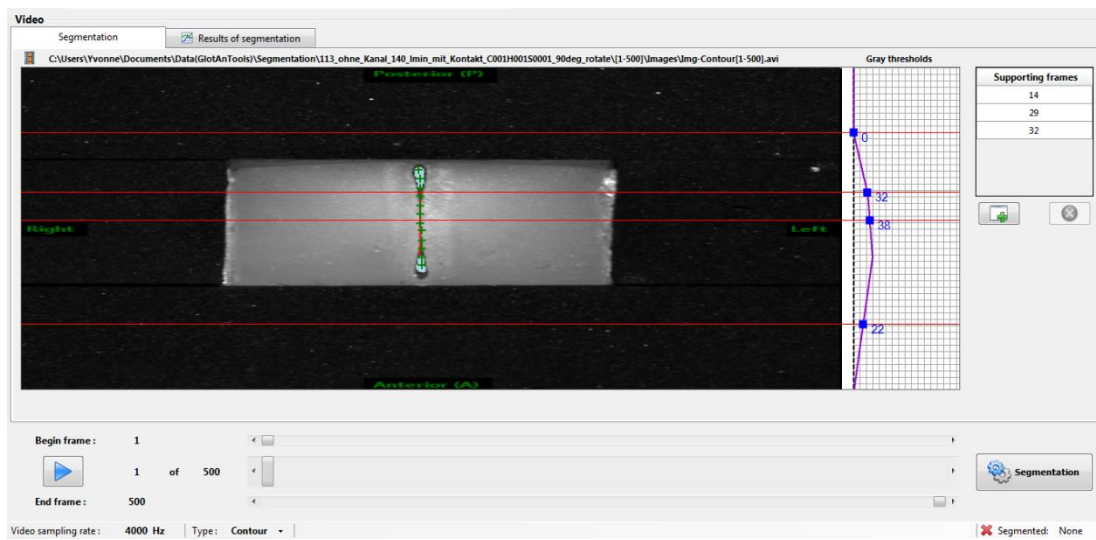 Video
Segmentation
Results of segmentation
C:\Users\Yvonne\Documents\Data(GlotAnTools)\Segmentation\113_ohne_Kanal_140_lmin_mit_Kontakt_C001H001S0001_90deg_rotate\[1-500]\Images\Img-Contour[1-500].avi
Gray thresholds
Supporting frames
14
29
32
Posterior (P)
0
32
38
Right
Left
22
Anterior (A)
Begin frame : 1
1 of 500
End frame : 500
Segmentation
Video sampling rate : 4000 Hz Type : Contour
Segmented: None